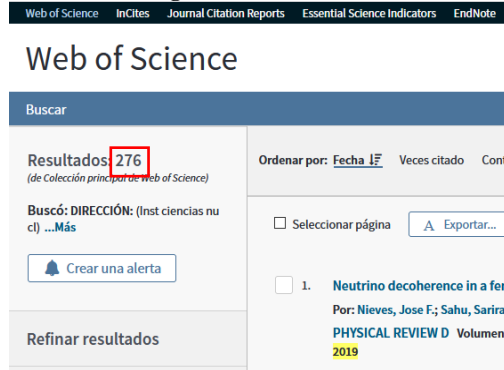 Web of Science InCites Journal Citation Reports Essential Science Indicators EndNote
Web of Science
Buscar
Resultados: 276
(de Colección principal de Web of Science)
Buscó: DIRECCIÓN: (Inst ciencias nu
cl) ...Más
Crear una alerta
Refinar resultados
Ordenar por: Fecha Veces citado Cont
Seleccionar página A Exportar...
1. Neutrino decoherence in a fer
Por: Nieves, Jose F.; Sahu, Sarira
PHYSICAL REVIEW D Volumen
2019